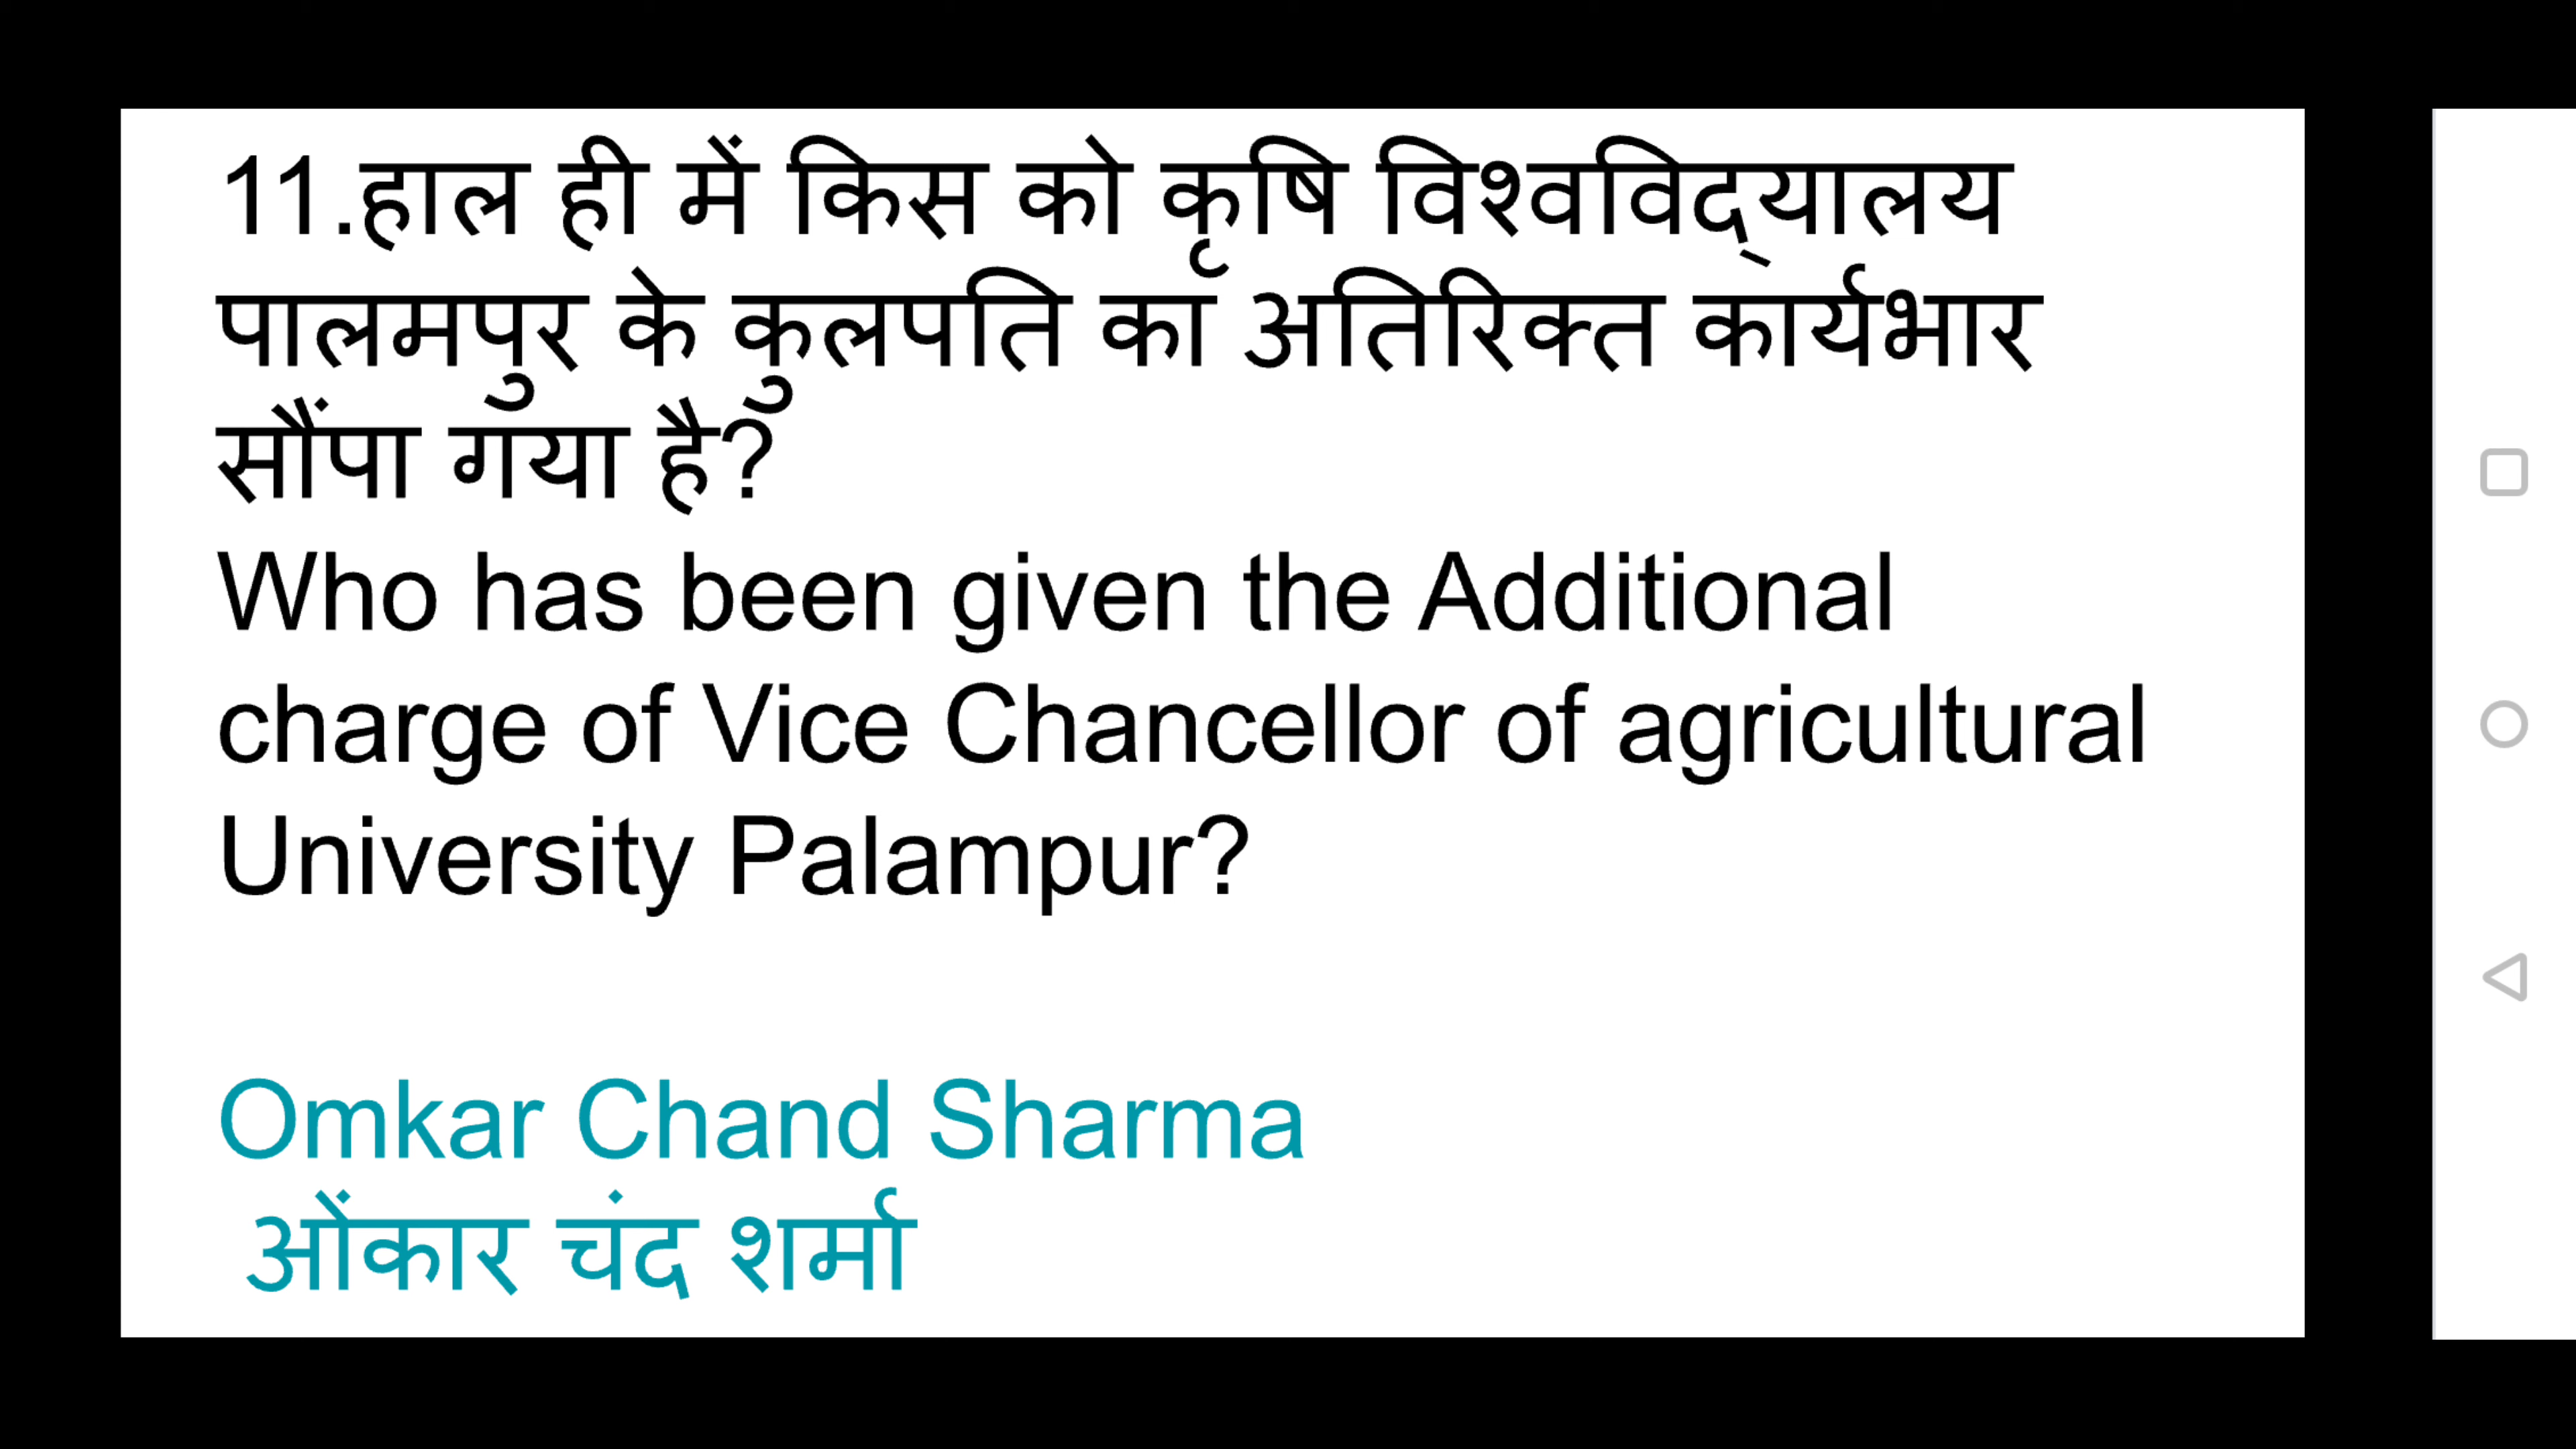 11.हाल ही में किस को कृषि विश्वविद्यालय
पालमपुर के कुलपति का अतिरिक्त कार्यभार
सौंपा गया है?
Who has been given the Additional
charge of Vice Chancellor of agricultural
University Palampur?
Omkar Chand Sharma
ओंकार चंद शर्मा